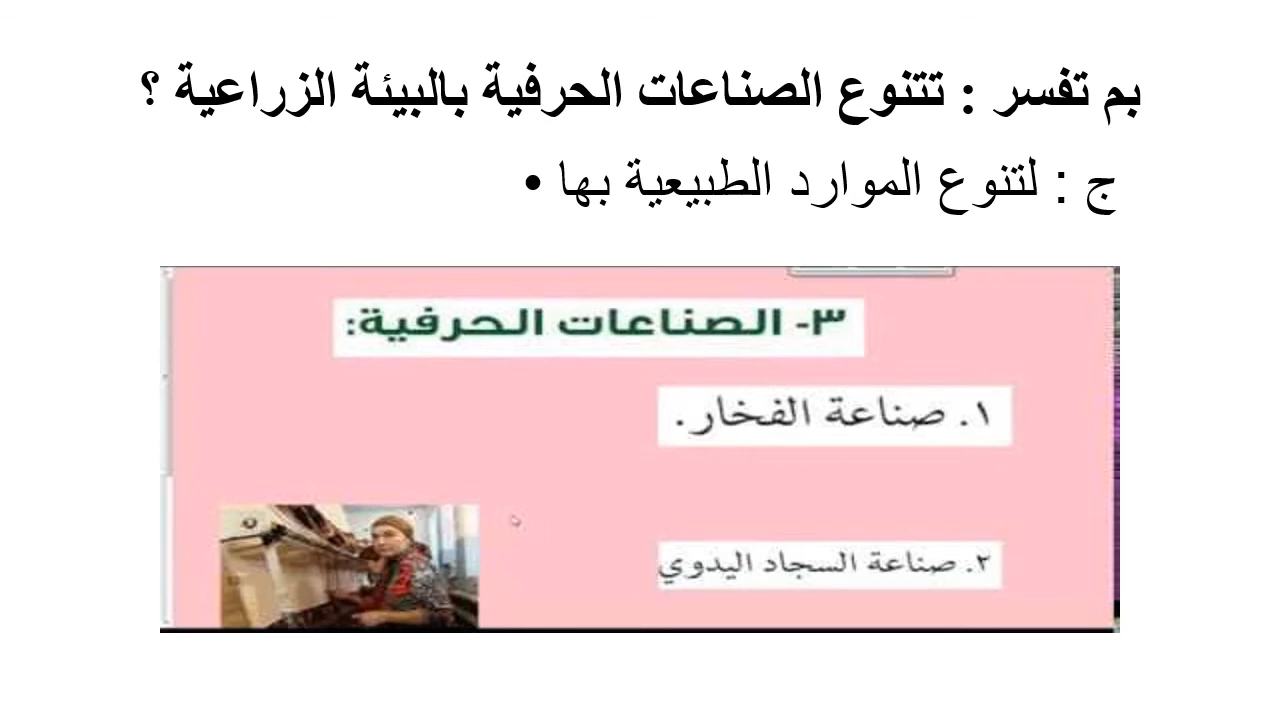 بم تفسر : تتنوع الصناعات الحرفية بالبيئة الزراعية ؟
ج : لتنوع الموارد الطبيعية بها •
٣- الصناعات الحرفية:
١. صناعة الفخار.
٢. صناعة السجاد اليدوي